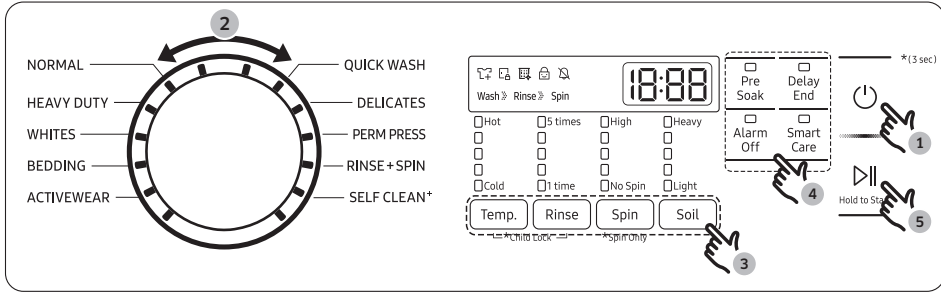 2
NORMAL
HEAVY DUTY
WHITES
BEDDING
ACTIVEWEAR
QUICK WASH
DELICATES
PERM PRESS
RINSE+SPIN
SELF CLEAN+
Wash » Rinse » Spin
18:88
Hot 5 times High Heavy
Cold 1 time No Spin Light
Temp. Rinse Spin Soil
*Child Lock *Spin Only
3
Pre Soak
Delay End
Alarm Off
Smart Care
4
*(3 sec)
1
Hold to
5